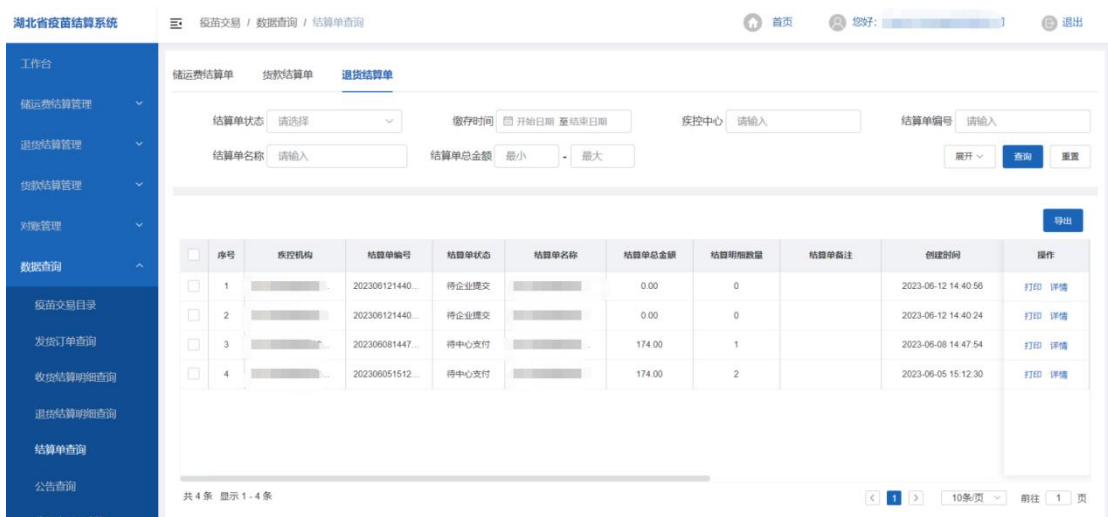 湖北省疫苗结算系统
疫苗交易 / 数据查询 / 结算单查询
首页
您好:
退出
工作台
储运费结算管理
退货结算管理
货款结算管理
对账管理
数据查询
疫苗交易目录
发货订单查询
收货结算明细查询
退货结算明细查询
结算单查询
公告查询
储运费结算单 货款结算单 退货结算单
结算单状态 请选择 缴存时间 开始日期 至结束日期 疾控中心 请输入 结算单编号 请输入
结算单名称 请输入 结算单总金额 最小 - 最大 展开 查询 重置
导出
序号 疾控机构 结算单编号 结算单状态 结算单名称 结算单总金额 结算明细数量 结算单备注 创建时间 操作
1 202306121440... 待企业提交 0.00 0 2023-06-12 14:40:56 打印 详情
2 202306121440... 待企业提交 0.00 0 2023-06-12 14:40:24 打印 详情
3 202306081447... 待中心支付 174.00 1 2023-06-08 14:47:54 打印 详情
4 202306051512... 待中心支付 174.00 2 2023-06-05 15:12:30 打印 详情
共 4 条 显示 1 - 4 条 1 10条/页 前往 1 页